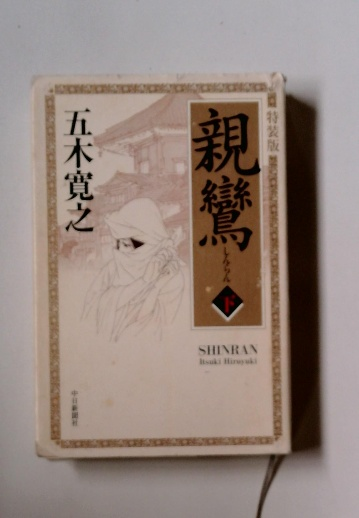 特装版
親鸞
しんらん
下
五木寛之
SHINRAN
Itsuki Hiroyuki
中日新聞社